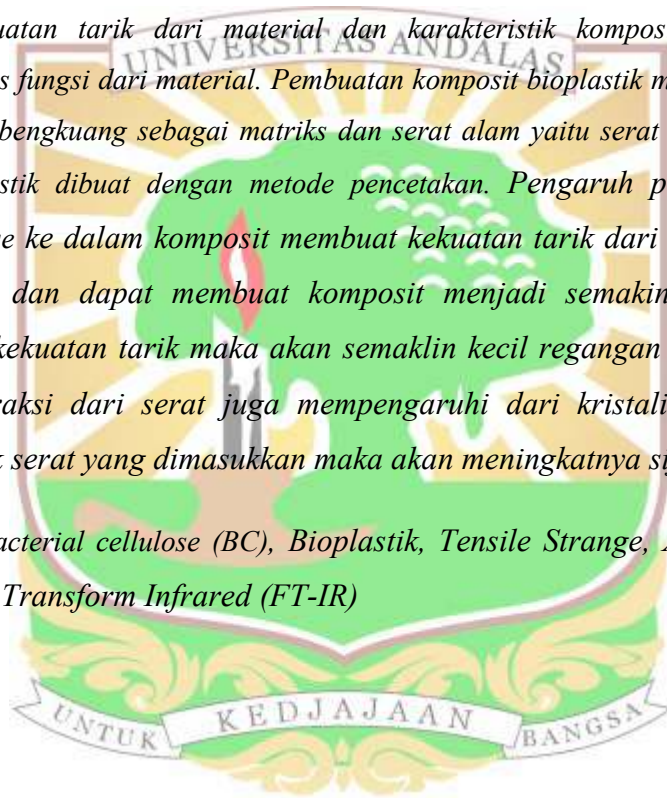 uatan tarik dari material dan karakteristik kompos
UNIVERSITAS ANDALAS
s fungsi dari material. Pembuatan komposit bioplastik m
bengkuang sebagai matriks dan serat alam yaitu serat
stik dibuat dengan metode pencetakan. Pengaruh p
e ke dalam komposit membuat kekuatan tarik dari
dan dapat membuat komposit menjadi semakin
kekuatan tarik maka akan semaklin kecil regangan
raksi dari serat juga mempengaruhi dari kristali
k serat yang dimasukkan maka akan meningkatnya si
acterial cellulose (BC), Bioplastik, Tensile Strange,
Transform Infrared (FT-IR)
UNTUK KEDJAJAAN BANGSA